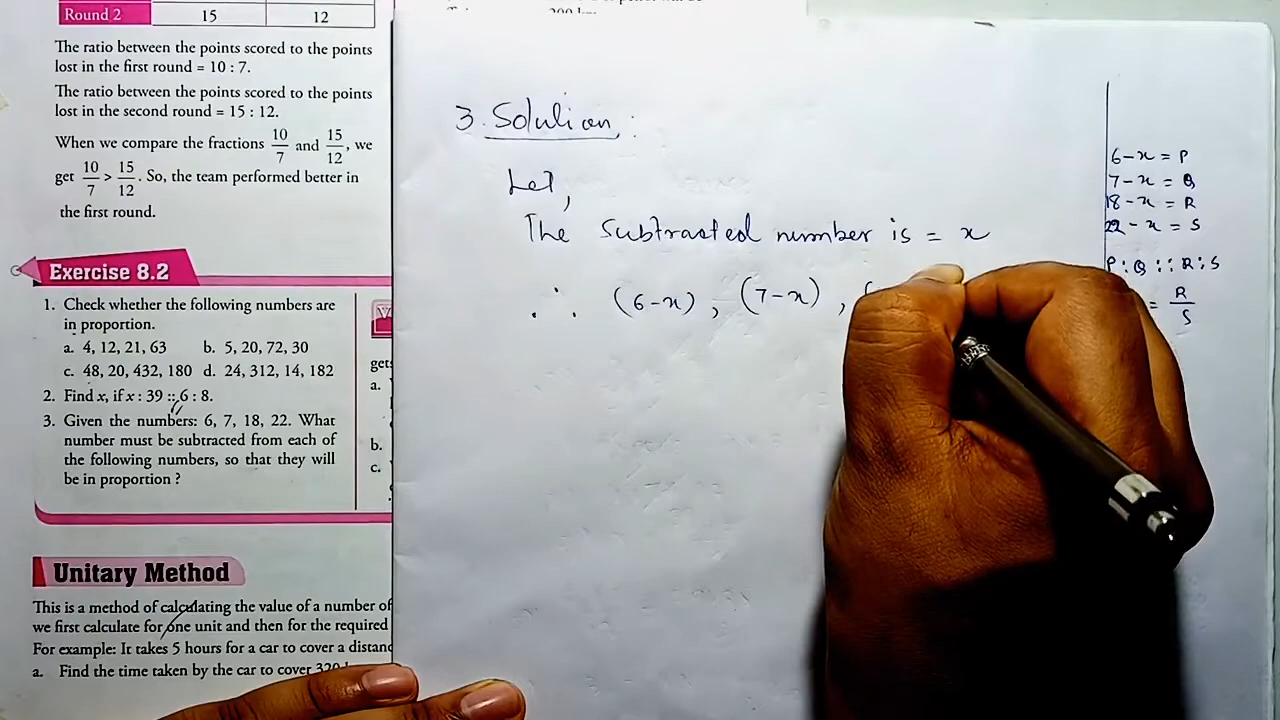 Round 2 15 12
The ratio between the points scored to the points
lost in the first round = 10 : 7.
The ratio between the points scored to the points
lost in the second round = 15 : 12.
When we compare the fractions 10/7 and 15/12, we
get 10/7 > 15/12. So, the team performed better in
the first round.
Exercise 8.2
1. Check whether the following numbers are
in proportion.
a. 4, 12, 21, 63 b. 5, 20, 72, 30
c. 48, 20, 432, 180 d. 24, 312, 14, 182
2. Find x, if x : 39 :: 6 : 8.
3. Given the numbers: 6, 7, 18, 22. What
number must be subtracted from each of
the following numbers, so that they will
be in proportion ?
get
a.
b.
c.
Unitary Method
This is a method of calculating the value of a number of
we first calculate for one unit and then for the required
For example: It takes 5 hours for a car to cover a
a. Find the time taken by the car to cover
3. Solution :
Let,
The subtracted number is = x
∴ (6-x), (7-x), (
6-x = P
7-x = Q
18-x = R
22-x = S
P:Q::R:S
= R/S